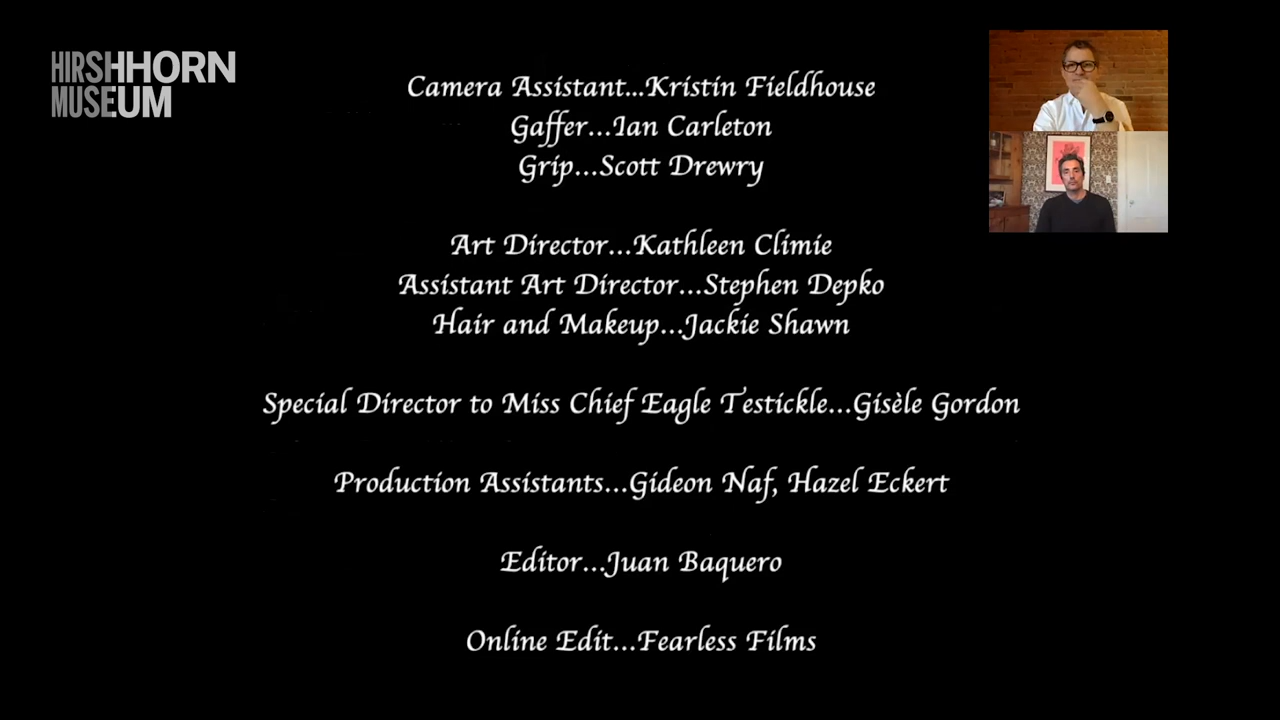 HIRSHHORN
MUSEUM
Camera Assistant...Kristin Fieldhouse
Gaffer...Ian Carleton
Grip...Scott Drewry
Art Director...Kathleen Climie
Assistant Art Director...Stephen Depko
Hair and Makeup...Jackie Shawn
Special Director to Miss Chief Eagle Testickle...Gisèle Gordon
Production Assistants...Gideon Naf, Hazel Eckert
Editor...Juan Baquero
Online Edit...Fearless Films